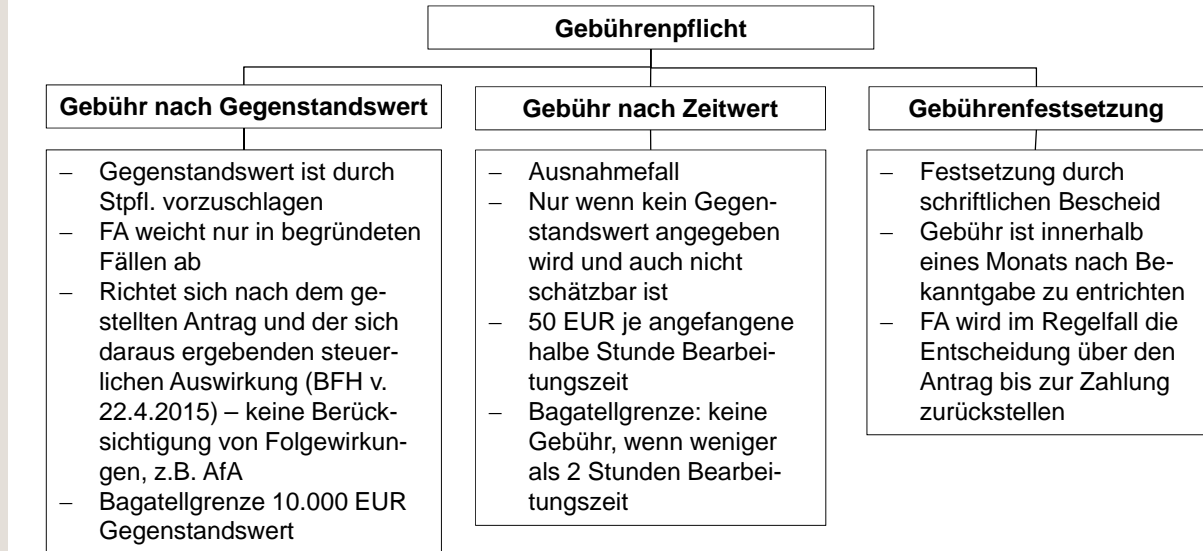 Gebührenpflicht
Gebühr nach Gegenstandswert
– Gegenstandswert ist durch
Stpfl. vorzuschlagen
– FA weicht nur in begründeten
Fällen ab
– Richtet sich nach dem ge-
stellten Antrag und der sich
daraus ergebenden steuer-
lichen Auswirkung (BFH v.
22.4.2015) – keine Berück-
sichtigung von Folgewirkun-
gen, z.B. AfA
– Bagatellgrenze 10.000 EUR
Gegenstandswert
Gebühr nach Zeitwert
– Ausnahmefall
– Nur wenn kein Gegen-
standswert angegeben
wird und auch nicht
schätzbar ist
– 50 EUR je angefangene
halbe Stunde Bearbei-
tungszeit
– Bagatellgrenze: keine
Gebühr, wenn weniger
als 2 Stunden Bearbei-
tungszeit
Gebührenfestsetzung
– Festsetzung durch
schriftlichen Bescheid
– Gebühr ist innerhalb
eines Monats nach Be-
kanntgabe zu entrichten
– FA wird im Regelfall die
Entscheidung über den
Antrag bis zur Zahlung
zurückstellen